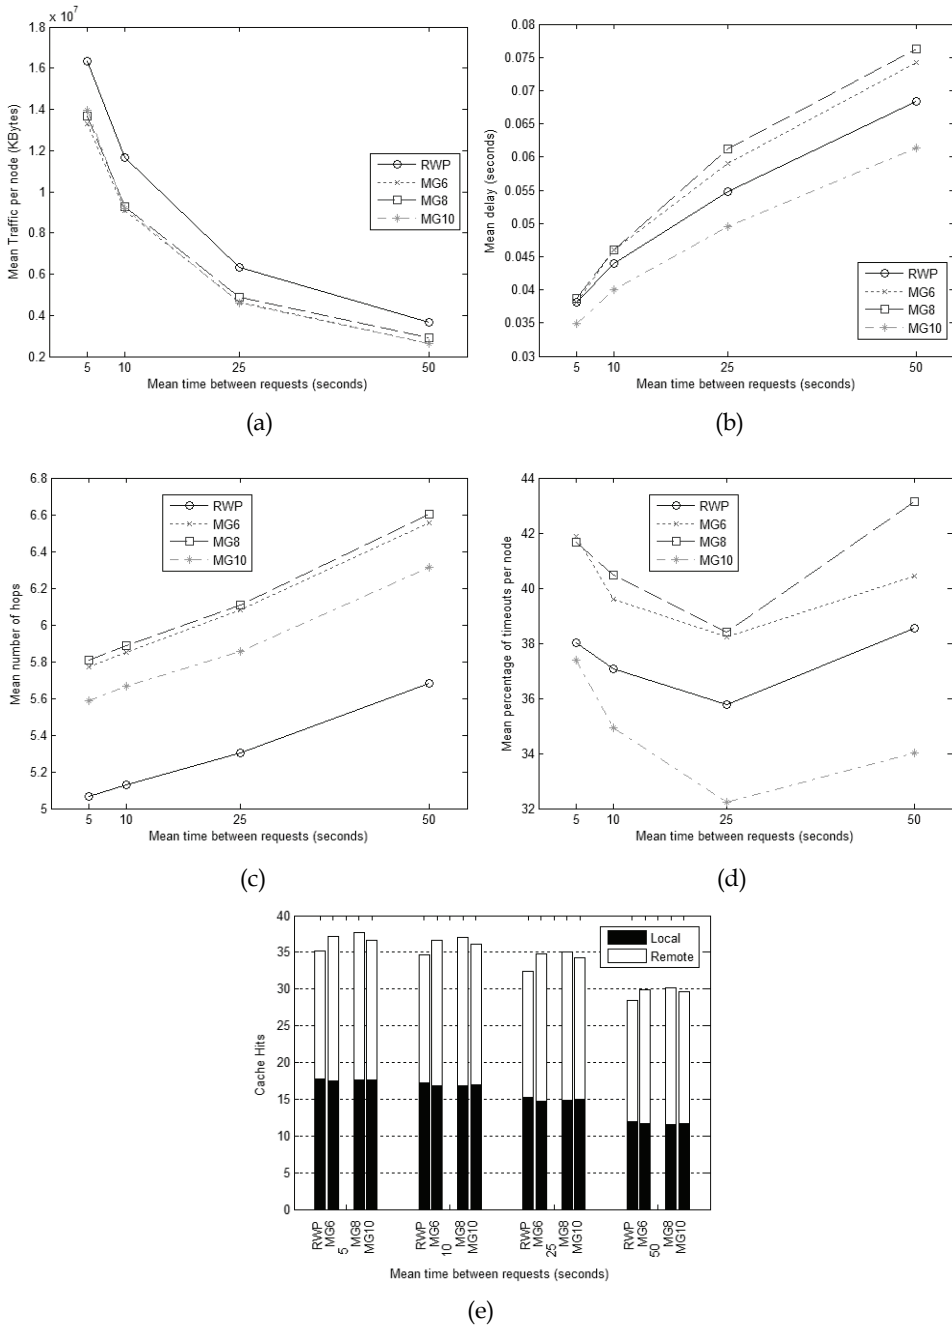 x 10⁷
1.8
1.6
1.4
1.2
1
0.8
0.6
0.4
0.2
Mean Traffic per node (KBytes)
RWP
MG6
MG8
MG10
5 10 25 50
Mean time between requests (seconds)
(a)
0.08
0.075
0.07
0.065
0.06
0.055
0.05
0.045
0.04
0.035
0.03
Mean delay (seconds)
RWP
MG6
MG8
MG10
5 10 25 50
Mean time between requests (seconds)
(b)
6.8
6.6
6.4
6.2
6
5.8
5.6
5.4
5.2
5
Mean number of hops
RWP
MG6
MG8
MG10
5 10 25 50
Mean time between requests (seconds)
(c)
44
42
40
38
36
34
32
Mean percentage of timeouts per node
RWP
MG6
MG8
MG10
5 10 25 50
Mean time between requests (seconds)
(d)
40
35
30
25
20
15
10
5
0
Cache Hits
Local
Remote
RWP MG6 5 MG8 MG10
RWP MG6 10 MG8 MG10
RWP MG6 25 MG8 MG10
RWP MG6 50 MG8 MG10
Mean time between requests (seconds)
(e)